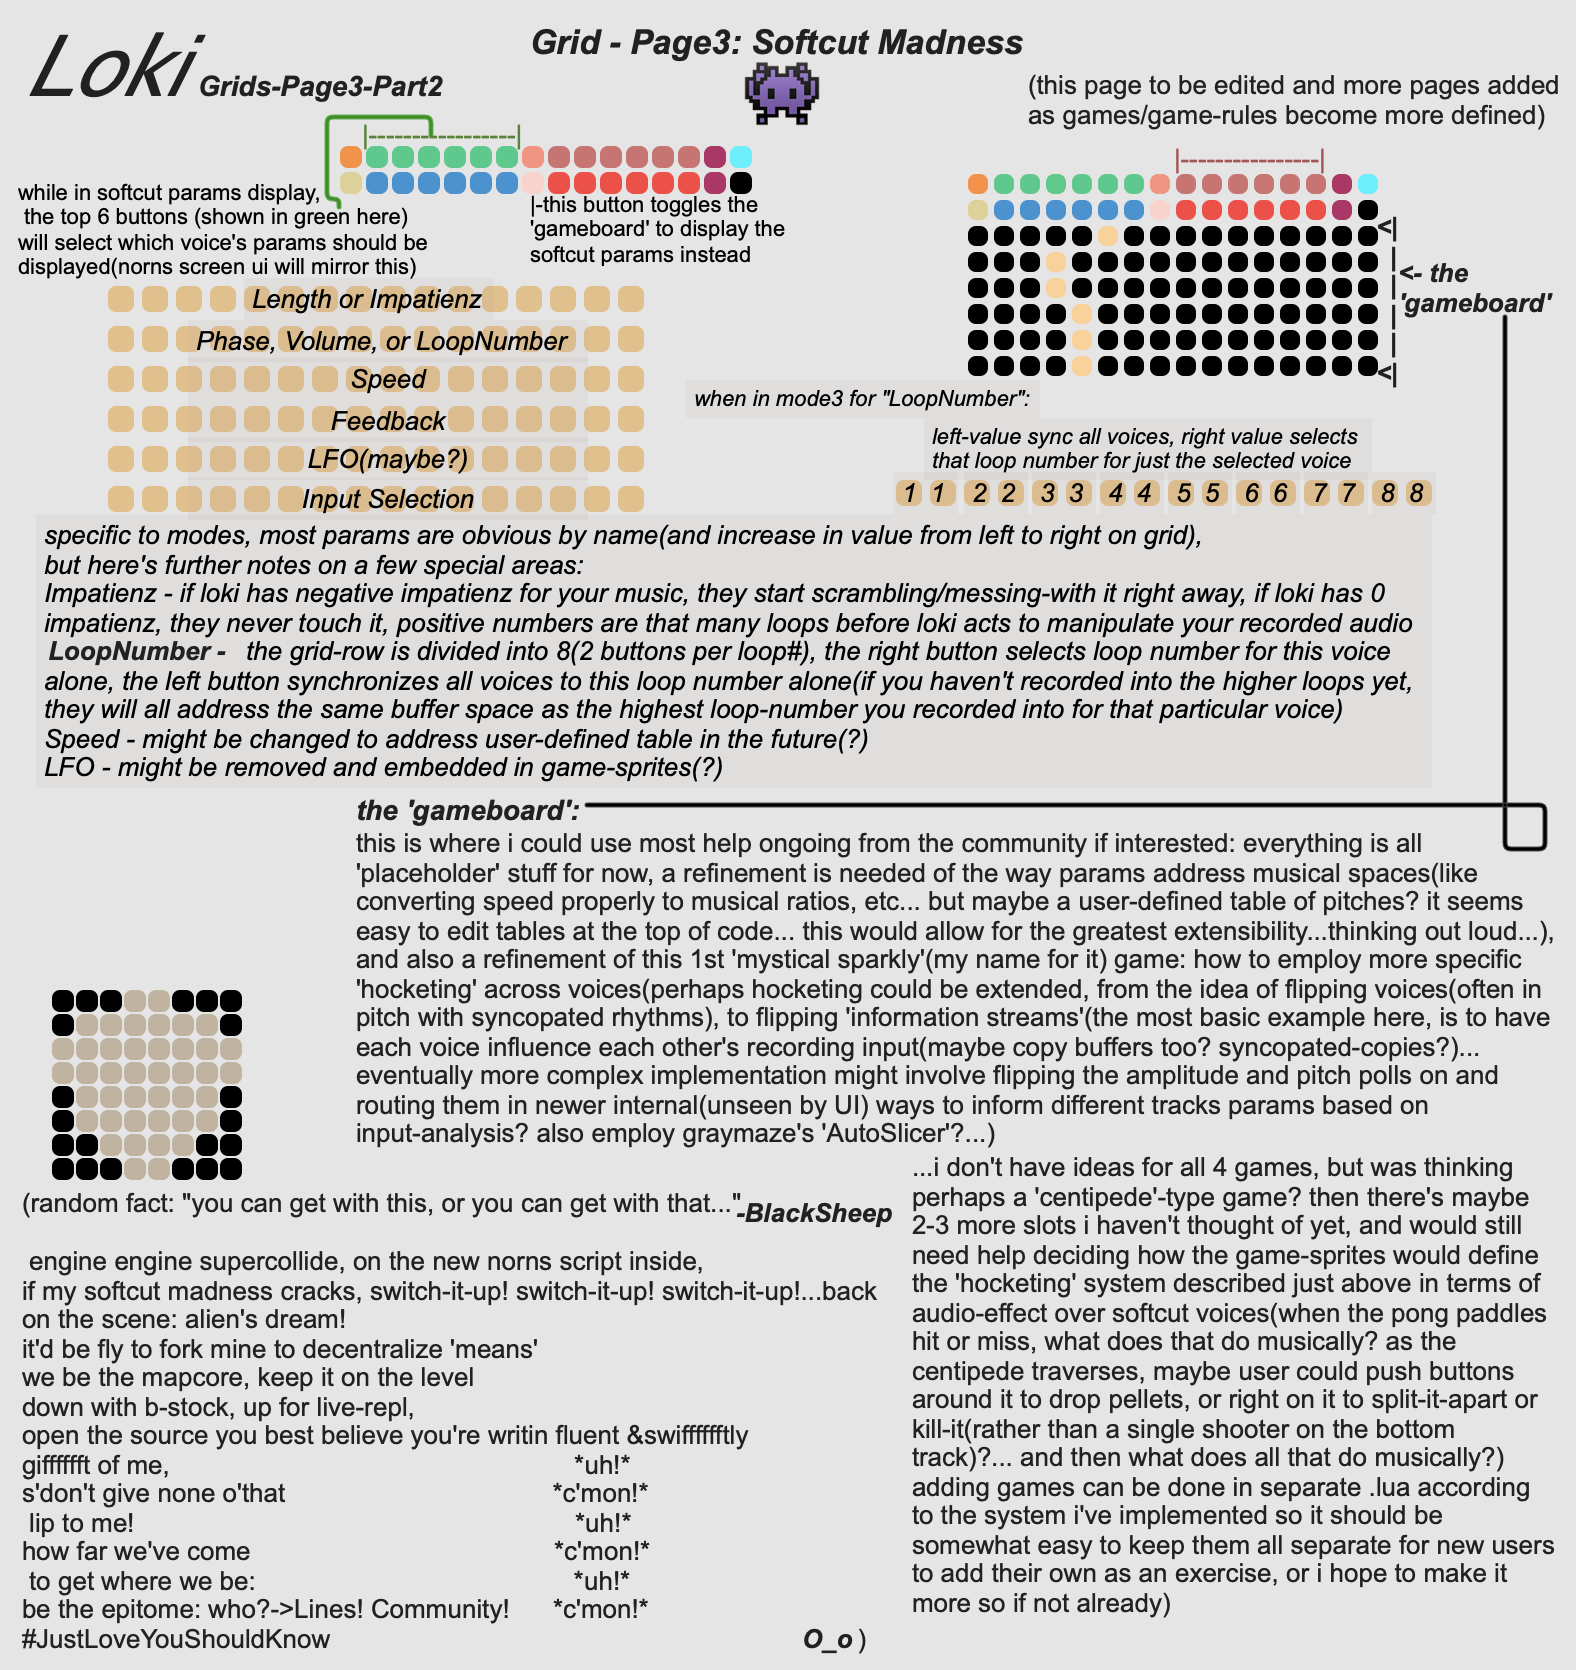 Loki
Grids-Page3-Part2
Grid - Page3: Softcut Madness
(this page to be edited and more pages added
as games/game-rules become more defined)
while in softcut params display,
the top 6 buttons (shown in green here)
will select which voice's params should be
displayed(norns screen ui will mirror this)
|-this button toggles the
'gameboard' to display the
softcut params instead
<- the
'gameboard'
Length or Impatienz
Phase, Volume, or LoopNumber
Speed
Feedback
LFO(maybe?)
Input Selection
when in mode3 for "LoopNumber":
left-value sync all voices, right value selects
that loop number for just the selected voice
1 1 2 2 3 3 4 4 5 5 6 6 7 7 8 8
specific to modes, most params are obvious by name(and increase in value from left to right on grid),
but here's further notes on a few special areas:
Impatienz - if loki has negative impatienz for your music, they start scrambling/messing-with it right away, if loki has 0
impatienz, they never touch it, positive numbers are that many loops before loki acts to manipulate your recorded audio
LoopNumber - the grid-row is divided into 8(2 buttons per loop#), the right button selects loop number for this voice
alone, the left button synchronizes all voices to this loop number alone(if you haven't recorded into the higher loops yet,
they will all address the same buffer space as the highest loop-number you recorded into for that particular voice)
Speed - might be changed to address user-defined table in the future(?)
LFO - might be removed and embedded in game-sprites(?)
the 'gameboard':
this is where i could use most help ongoing from the community if interested: everything is all
'placeholder' stuff for now, a refinement is needed of the way params address musical spaces(like
converting speed properly to musical ratios, etc... but maybe a user-defined table of pitches? it seems
easy to edit tables at the top of code... this would allow for the greatest extensibility...thinking out loud...),
and also a refinement of this 1st 'mystical sparkly'(my name for it) game: how to employ more specific
'hocketing' across voices(perhaps hocketing could be extended, from the idea of flipping voices(often in
pitch with syncopated rhythms), to flipping 'information streams'(the most basic example here, is to have
each voice influence each other's recording input(maybe copy buffers too? syncopated-copies?)...
eventually more complex implementation might involve flipping the amplitude and pitch polls on and
routing them in newer internal(unseen by UI) ways to inform different tracks params based on
input-analysis? also employ graymaze's 'AutoSlicer'?...)
...i don't have ideas for all 4 games, but was thinking
perhaps a 'centipede'-type game? then there's maybe
2-3 more slots i haven't thought of yet, and would still
need help deciding how the game-sprites would define
the 'hocketing' system described just above in terms of
audio-effect over softcut voices(when the pong paddles
hit or miss, what does that do musically? as the
centipede traverses, maybe user could push buttons
around it to drop pellets, or right on it to split-it-apart or
kill-it(rather than a single shooter on the bottom
track)?... and then what does all that do musically?)
adding games can be done in separate .lua according
to the system i've implemented so it should be
somewhat easy to keep them all separate for new users
to add their own as an exercise, or i hope to make it
more so if not already)
(random fact: "you can get with this, or you can get with that..." -BlackSheep
engine engine supercollide, on the new norns script inside,
if my softcut madness cracks, switch-it-up! switch-it-up! switch-it-up!...back
on the scene: alien's dream!
it'd be fly to fork mine to decentralize 'means'
we be the mapcore, keep it on the level
down with b-stock, up for live-repl,
open the source you best believe you're writin fluent &swifffffftly
gifffffft of me, *uh!*
s'don't give none o'that *c'mon!*
lip to me! *uh!*
how far we've come *c'mon!*
to get where we be: *uh!*
be the epitome: who?->Lines! Community! *c'mon!*
#JustLoveYouShouldKnow O_o )